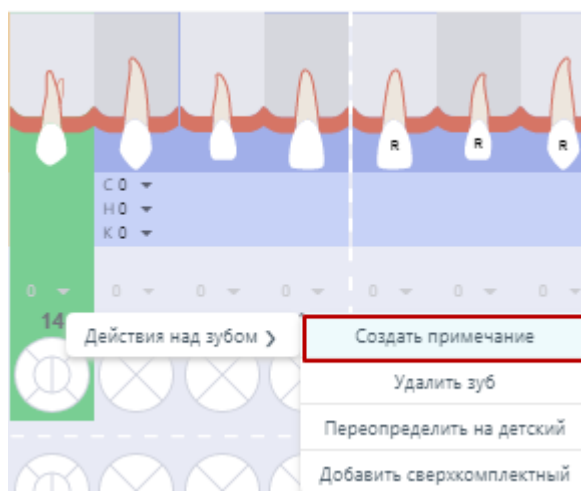 R R R
C 0
H 0
K 0
0 0 0 0 0 0 0
14
Действия над зубом ❯
Создать примечание
Удалить зуб
Переопределить на детский
Добавить сверхкомплектный